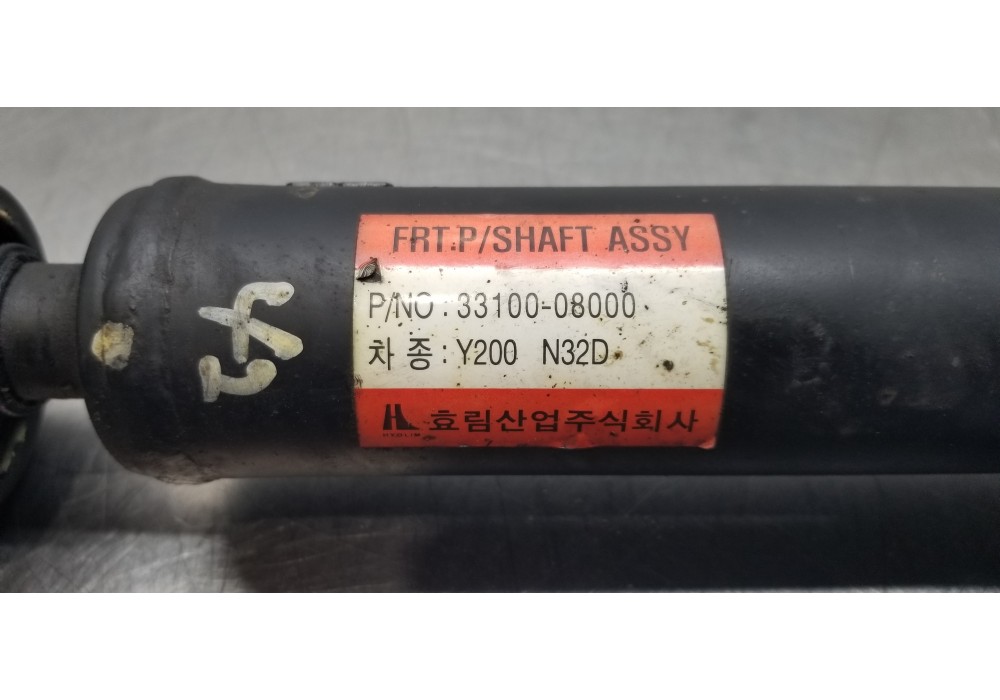 FRT.P/SHAFT ASSY
P/NO : 33100-08000
차 종 : Y200 N32D
효림산업주식회사